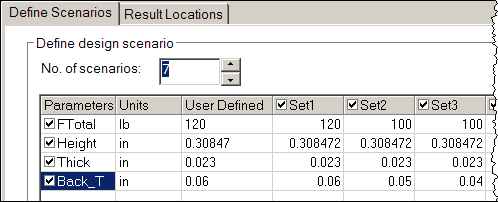 Define Scenarios Result Locations
Define design scenario
No. of scenarios: 7
Parameters Units User Defined Set1 Set2 Set3
FTotal lb 120 120 100 100
Height in 0.30847 0.308472 0.308472 0.308472
Thick in 0.023 0.023 0.023 0.023
Back_T in 0.06 0.06 0.05 0.04